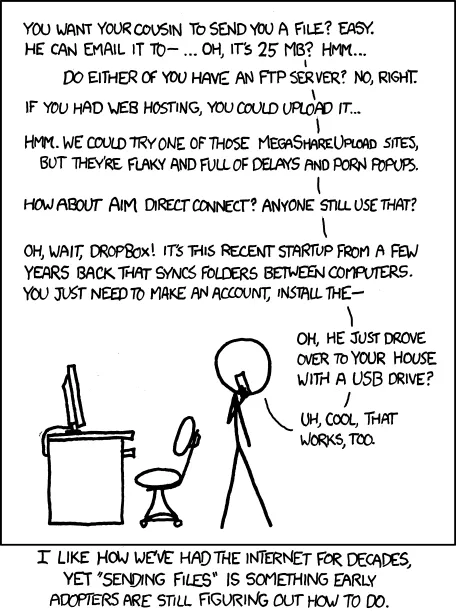 YOU WANT YOUR COUSIN TO SEND YOU A FILE? EASY.
HE CAN EMAIL IT TO— ... OH, IT'S 25 MB? HMM...
DO EITHER OF YOU HAVE AN FTP SERVER? NO, RIGHT.
IF YOU HAD WEB HOSTING, YOU COULD UPLOAD IT...
HMM. WE COULD TRY ONE OF THOSE MEGASHAREUPLOAD SITES,
BUT THEY'RE FLAKY AND FULL OF DELAYS AND PORN POPUPS.
HOW ABOUT AIM DIRECT CONNECT? ANYONE STILL USE THAT?
OH, WAIT, DROPBOX! IT'S THIS RECENT STARTUP FROM A FEW
YEARS BACK THAT SYNCS FOLDERS BETWEEN COMPUTERS.
YOU JUST NEED TO MAKE AN ACCOUNT, INSTALL THE—
OH, HE JUST DROVE
OVER TO YOUR HOUSE
WITH A USB DRIVE?
UH, COOL, THAT
WORKS, TOO.
I LIKE HOW WE'VE HAD THE INTERNET FOR DECADES,
YET "SENDING FILES" IS SOMETHING EARLY
ADOPTERS ARE STILL FIGURING OUT HOW TO DO.